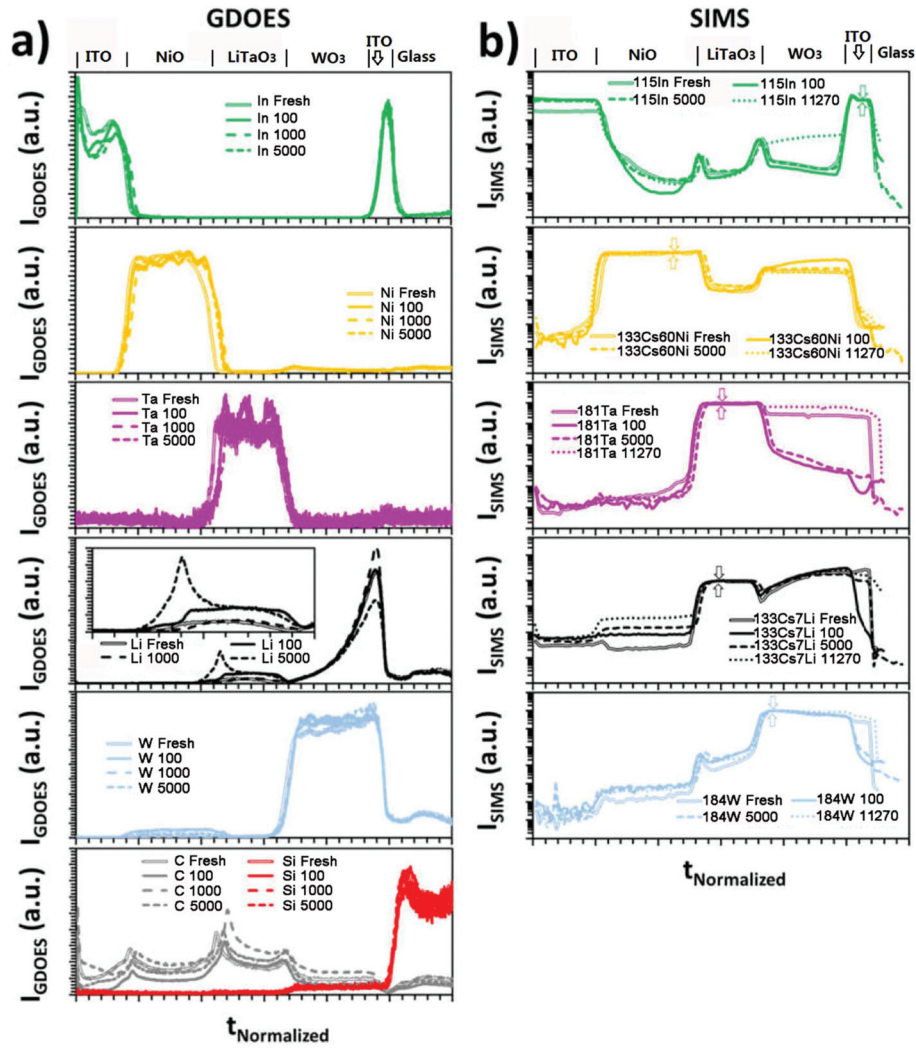 GDOES
a)
ITO NiO LiTaO3 WO3 ITO Glass
In Fresh
In 100
In 1000
In 5000
IGDOES (a.u.)
Ni Fresh
Ni 100
Ni 1000
Ni 5000
IGDOES (a.u.)
Ta Fresh
Ta 100
Ta 1000
Ta 5000
IGDOES (a.u.)
Li Fresh Li 100
Li 1000 Li 5000
IGDOES (a.u.)
W Fresh
W 100
W 1000
W 5000
IGDOES (a.u.)
C Fresh Si Fresh
C 100 Si 100
C 1000 Si 1000
C 5000 Si 5000
IGDOES (a.u.)
tNormalized
SIMS
b)
ITO NiO LiTaO3 WO3 ITO Glass
115In Fresh 115In 100
115In 5000 115In 11270
ISIMS (a.u.)
133Cs60Ni Fresh 133Cs60Ni 100
133Cs60Ni 5000 133Cs60Ni 11270
ISIMS (a.u.)
181Ta Fresh
181Ta 100
181Ta 5000
181Ta 11270
ISIMS (a.u.)
133Cs7Li Fresh
133Cs7Li 100
133Cs7Li 5000
133Cs7Li 11270
ISIMS (a.u.)
184W Fresh 184W 100
184W 5000 184W 11270
ISIMS (a.u.)
tNormalized